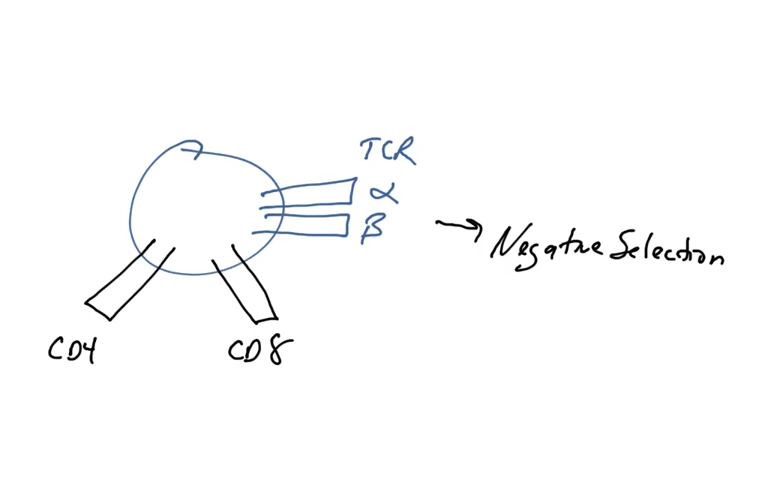 TCR
α
β
→ Negative Selection
CD4
CD8